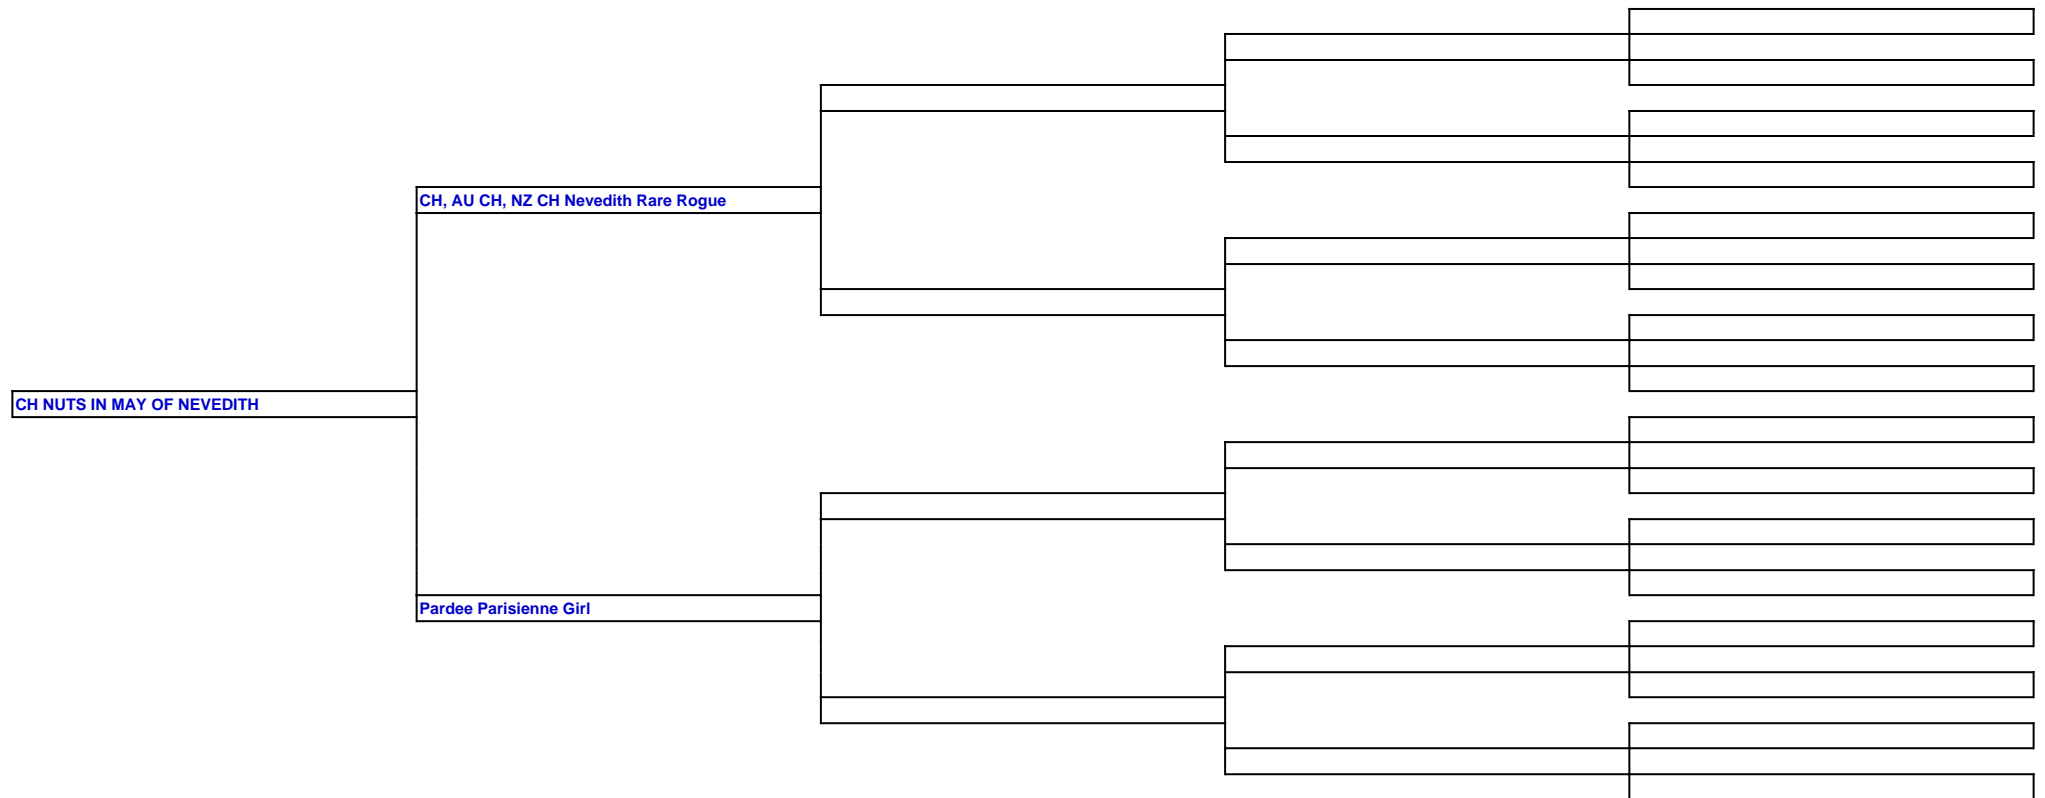 CH, AU CH, NZ CH Nevedith Rare Rogue
CH NUTS IN MAY OF NEVEDITH
Pardee Parisienne Girl